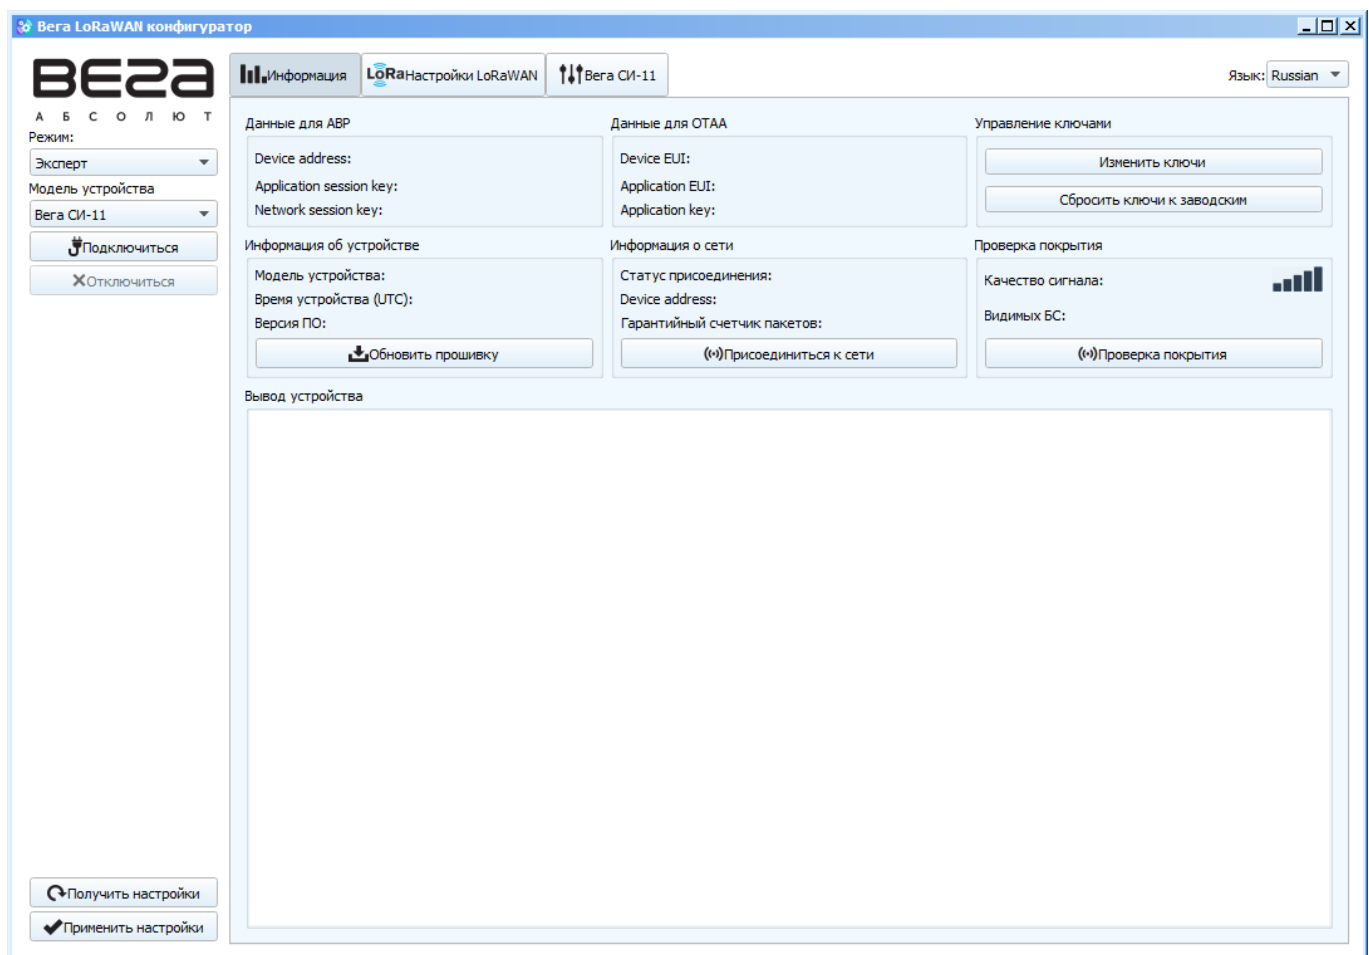 Вега LoRaWAN конфигуратор
ВЕГА
АБСОЛЮТ
Режим:
Эксперт
Модель устройства
Вега СИ-11
Подключиться
Отключиться
Получить настройки
Применить настройки
Информация
LoRa Настройки LoRaWAN
Вега СИ-11
Язык: Russian
Данные для ABP
Device address:
Application session key:
Network session key:
Данные для OTAA
Device EUI:
Application EUI:
Application key:
Управление ключами
Изменить ключи
Сбросить ключи к заводским
Информация об устройстве
Модель устройства:
Время устройства (UTC):
Версия ПО:
Обновить прошивку
Информация о сети
Статус присоединения:
Device address:
Гарантийный счетчик пакетов:
Присоединиться к сети
Проверка покрытия
Качество сигнала:
Видимых БС:
Проверка покрытия
Вывод устройства